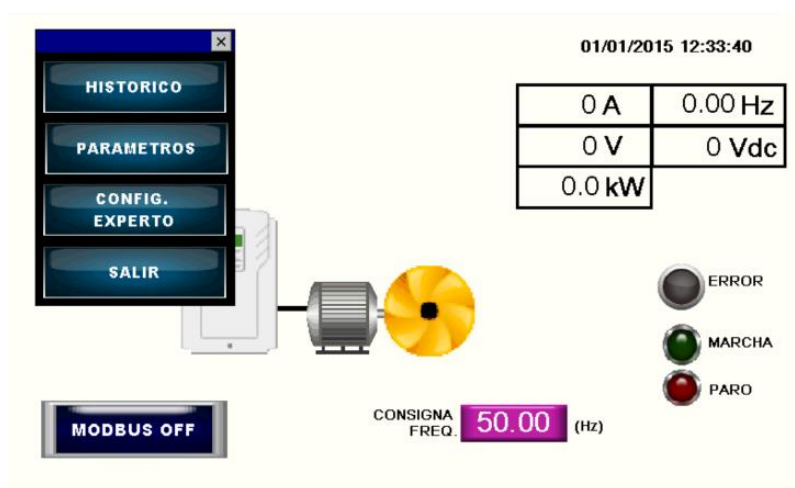 01/01/2015 12:33:40
HISTORICO
PARAMETROS
CONFIG.
EXPERTO
SALIR
0 A 0.00 Hz
0 V 0 Vdc
0.0 kW
ERROR
MARCHA
PARO
MODBUS OFF
CONSIGNA
FREQ. 50.00 (Hz)